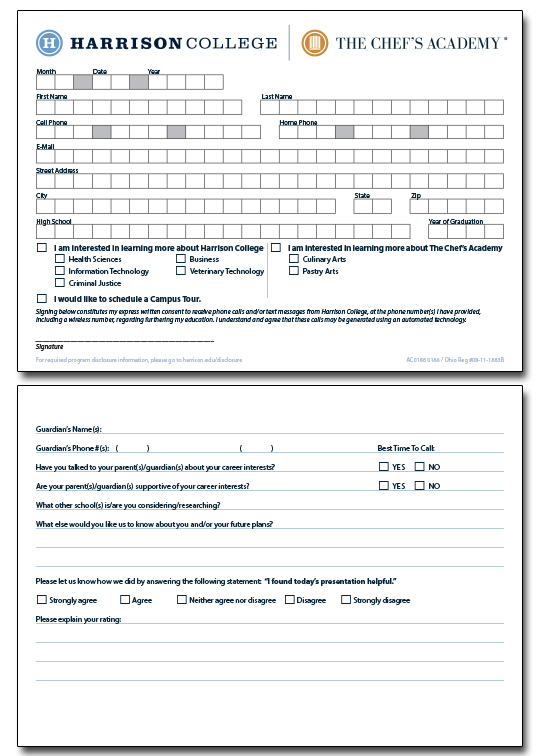 H HARRISON COLLEGE THE CHEF'S ACADEMY
Month Date Year
First Name Last Name
Cell Phone Home Phone
E-Mail
Street Address
City State Zip
High School Year of Graduation
I am interested in learning more about Harrison College I am interested in learning more about The Chef's Academy
Health Sciences Business Culinary Arts
Information Technology Veterinary Technology Pastry Arts
Criminal Justice
I would like to schedule a Campus Tour.
Signing below constitutes my express written consent to receive phone calls and/or text messages from Harrison College, at the phone number(s) I have provided,
including a wireless number, regarding furthering my education. I understand and agree that these calls may be generated using an automated technology.
Signature
For required program disclosure information, please go to harrison.edu/disclosure
Guardian's Name(s):
Guardian's Phone #(s): ( ) ( ) Best Time To Call:
Have you talked to your parent(s)/guardian(s) about your career interests? YES NO
Are your parent(s)/guardian(s) supportive of your career interests? YES NO
What other school(s) is/are you considering/researching?
What else would you like us to know about you and/or your future plans?
Please let us know how we did by answering the following statement: "I found today's presentation helpful."
Strongly agree Agree Neither agree nor disagree Disagree Strongly disagree
Please explain your rating: